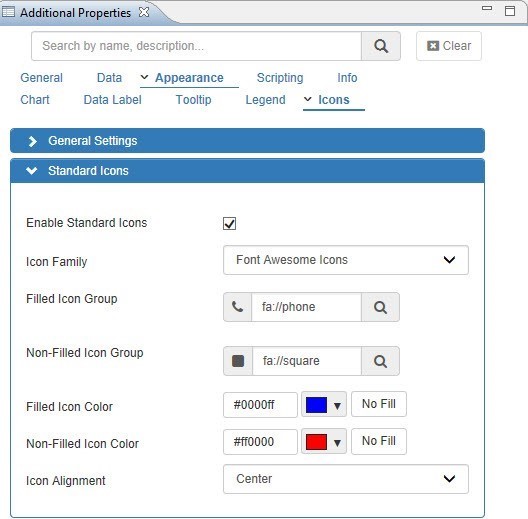 Additional Properties
Search by name, description...
Clear
General Data Appearance Scripting Info
Chart Data Label Tooltip Legend Icons
General Settings
Standard Icons
Enable Standard Icons
Icon Family Font Awesome Icons
Filled Icon Group fa://phone
Non-Filled Icon Group fa://square
Filled Icon Color #0000ff No Fill
Non-Filled Icon Color #ff0000 No Fill
Icon Alignment Center